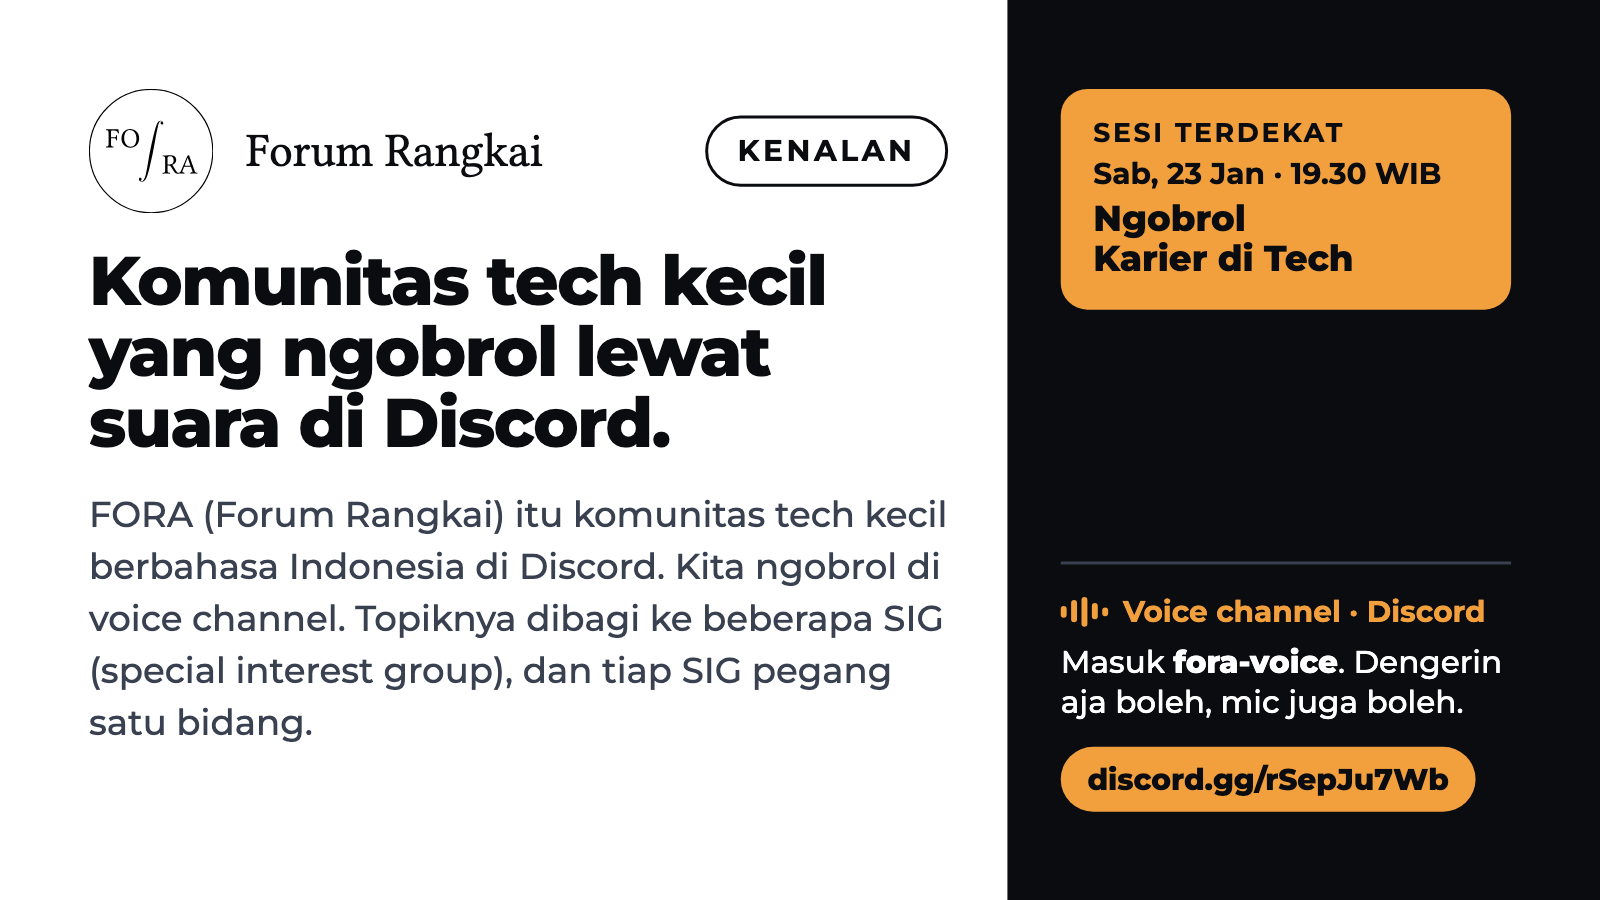 FO
RA
Forum Rangkai
KENALAN
Komunitas tech kecil
yang ngobrol lewat
suara di Discord.
FORA (Forum Rangkai) itu komunitas tech kecil
berbahasa Indonesia di Discord. Kita ngobrol di
voice channel. Topiknya dibagi ke beberapa SIG
(special interest group), dan tiap SIG pegang
satu bidang.
SESI TERDEKAT
Sab, 23 Jan · 19.30 WIB
Ngobrol
Karier di Tech
Voice channel · Discord
Masuk fora-voice. Dengerin
aja boleh, mic juga boleh.
discord.gg/rSepJu7Wb